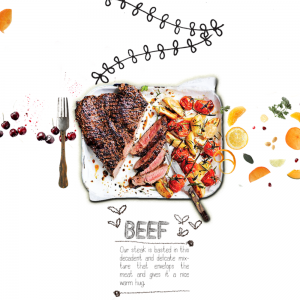 BEEF
Our steak is basted in this
decadent and delicate mix-
ture that envelops the
meat and gives it a nice
warm hug.